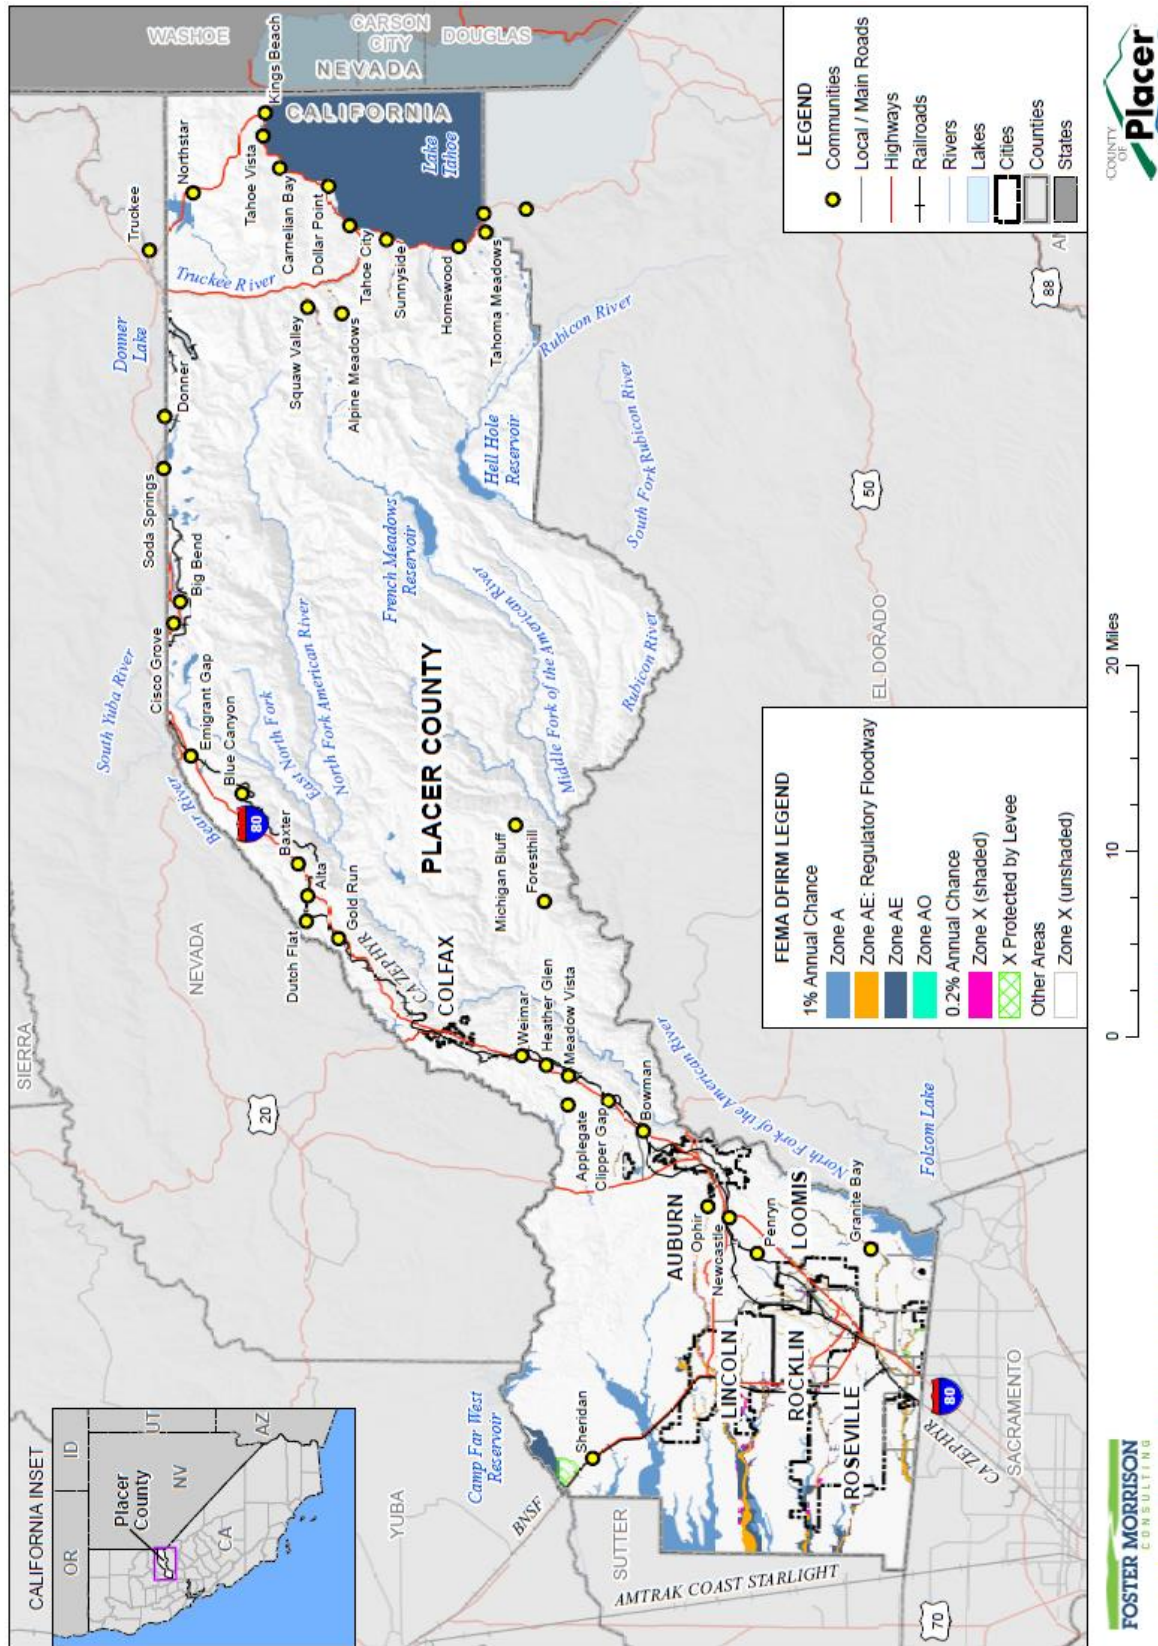 CALIFORNIA INSET
OR
ID
NV
UT
CA
AZ
Placer
County
SIERRA
NEVADA
20
YUBA
SUTTER
Camp Far West
Reservoir
BNSF
AMTRAK COAST STARLIGHT
70
Sheridan
LINCOLN
ROCKLIN
ROSEVILLE
CAZEPHYR
80
SACRAMENTO
AUBURN
Ophir
Newcastle
Penryn
LOOMIS
Granite Bay
Folsom Lake
North Fork of the American River
Bowman
Clipper Gap
Applegate
Meadow Vista
Heather Glen
Weimar
COLFAX
CAZEPHYR
Gold Run
Dutch Flat
Alta
Baxter
80
Blue Canyon
Emigrant Gap
Bear River
South Yuba River
Cisco Grove
Big Bend
Soda Springs
Donner
Donner
Lake
Truckee
Northstar
Truckee River
East North Fork
North Fork American River
PLACER COUNTY
Michigan Bluff
Foresthill
Middle Fork of the American River
French Meadows
Reservoir
Hell Hole
Reservoir
Rubicon River
Rubicon River
South Fork Rubicon River
Squaw Valley
Alpine Meadows
Tahoe Vista
Kings Beach
Carnelian Bay
Dollar Point
Tahoe City
Sunnyside
Homewood
Tahoma Meadows
Lake
Tahoe
WASHOE
CARSON
CITY
DOUGLAS
NEVADA
CALIFORNIA
EL DORADO
50
88
FEMA DFIRM LEGEND
1% Annual Chance
Zone A
Zone AE: Regulatory Floodway
Zone AE
Zone AO
0.2% Annual Chance
Zone X (shaded)
X Protected by Levee
Other Areas
Zone X (unshaded)
LEGEND
Communities
Local / Main Roads
Highways
Railroads
Rivers
Lakes
Cities
Counties
States
0
10
20 Miles
FOSTER MORRISON
CONSULTING
COUNTY
OF
Placer